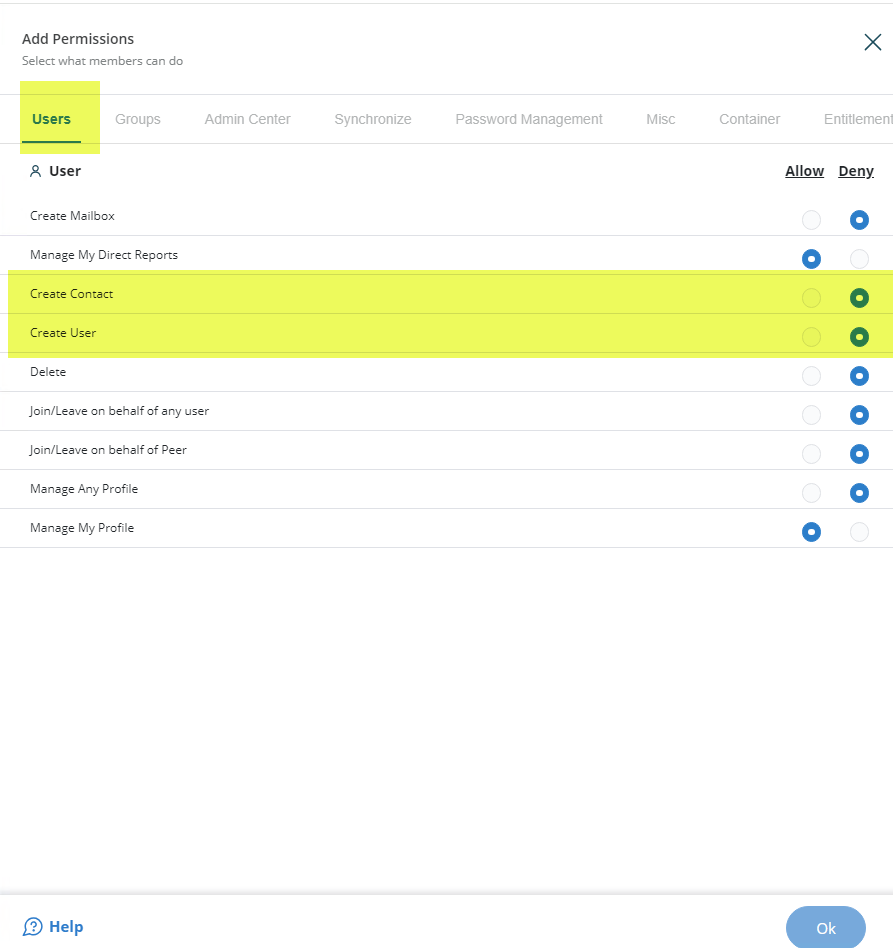 Add Permissions
Select what members can do
Users Groups Admin Center Synchronize Password Management Misc Container Entitlement
User Allow Deny
Create Mailbox
Manage My Direct Reports
Create Contact
Create User
Delete
Join/Leave on behalf of any user
Join/Leave on behalf of Peer
Manage Any Profile
Manage My Profile
Help Ok